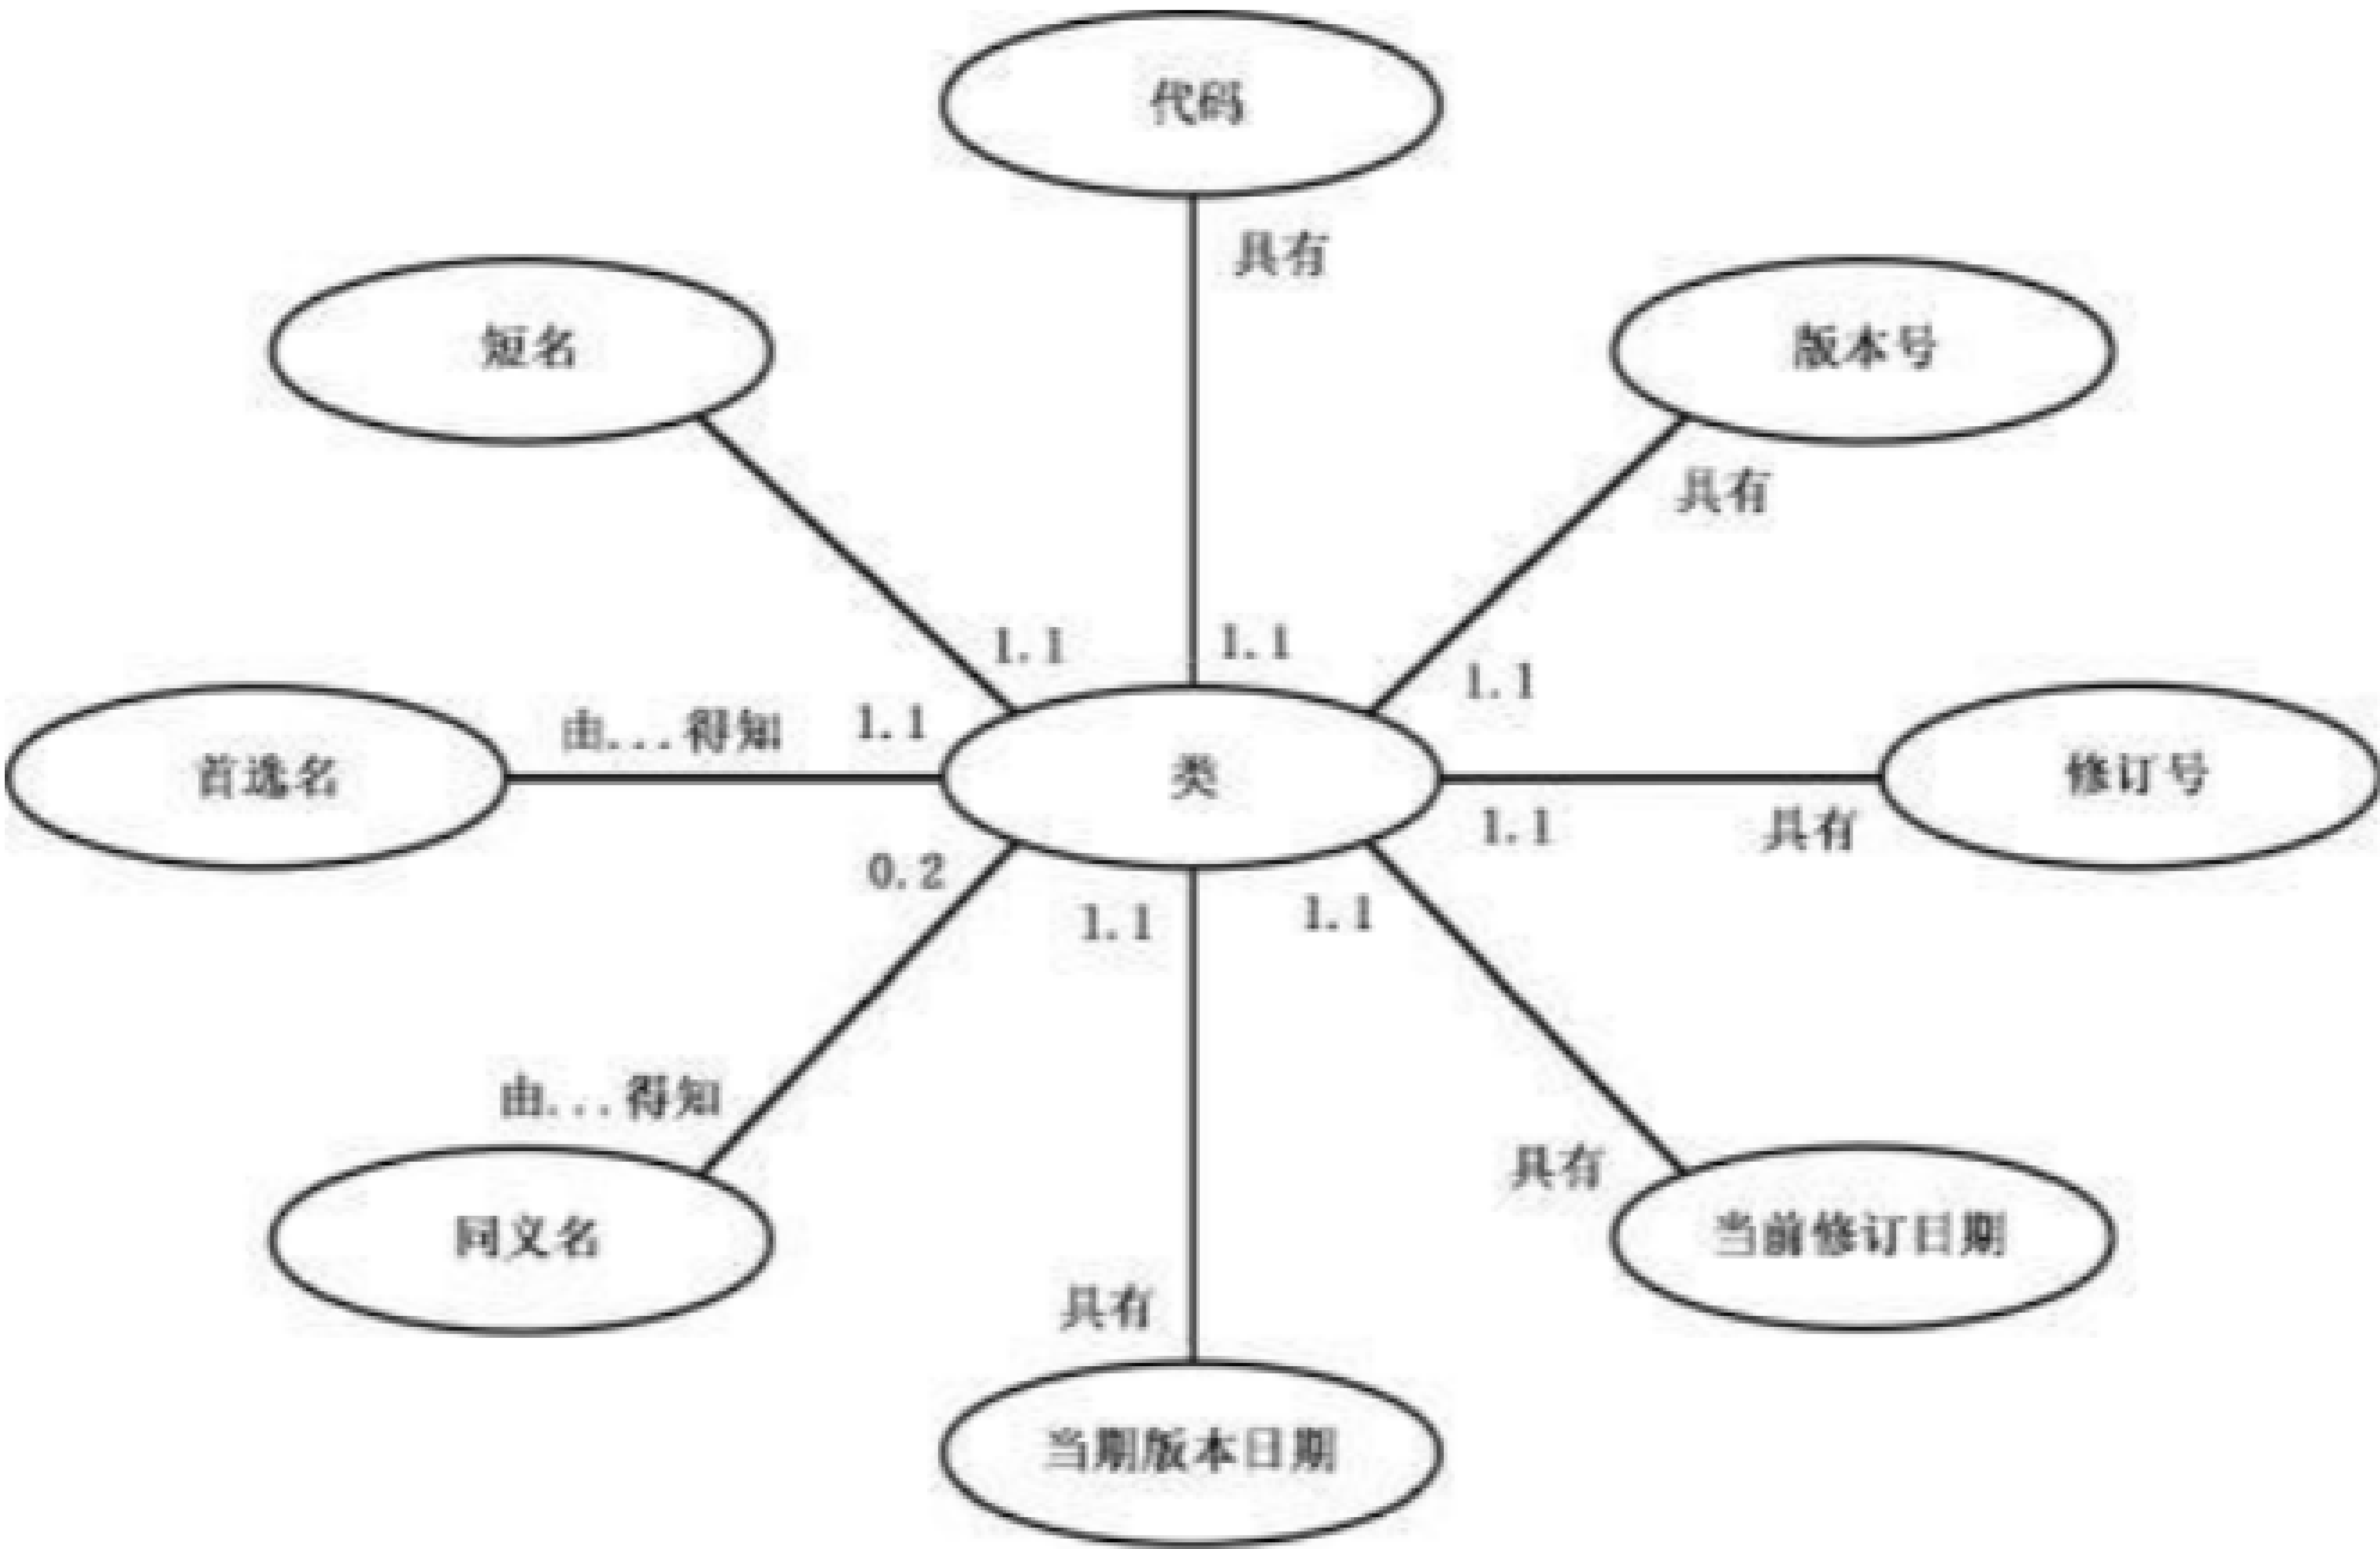 代码
具有
短名
版本号
具有
1.1
1.1
1.1
由...得知
1.1
首选名
类
修订号
1.1
具有
0.2
1.1
1.1
由...得知
具有
同义名
当前修订日期
具有
当期版本日期